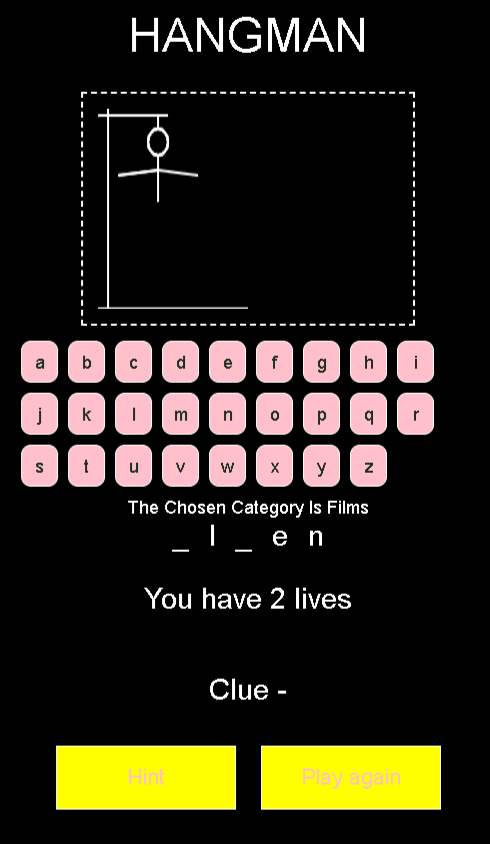 HANGMAN
a b c d e f g h i
j k l m n o p q r
s t u v w x y z
The Chosen Category Is Films
_ l _ e n
You have 2 lives
Clue -
Hint Play again